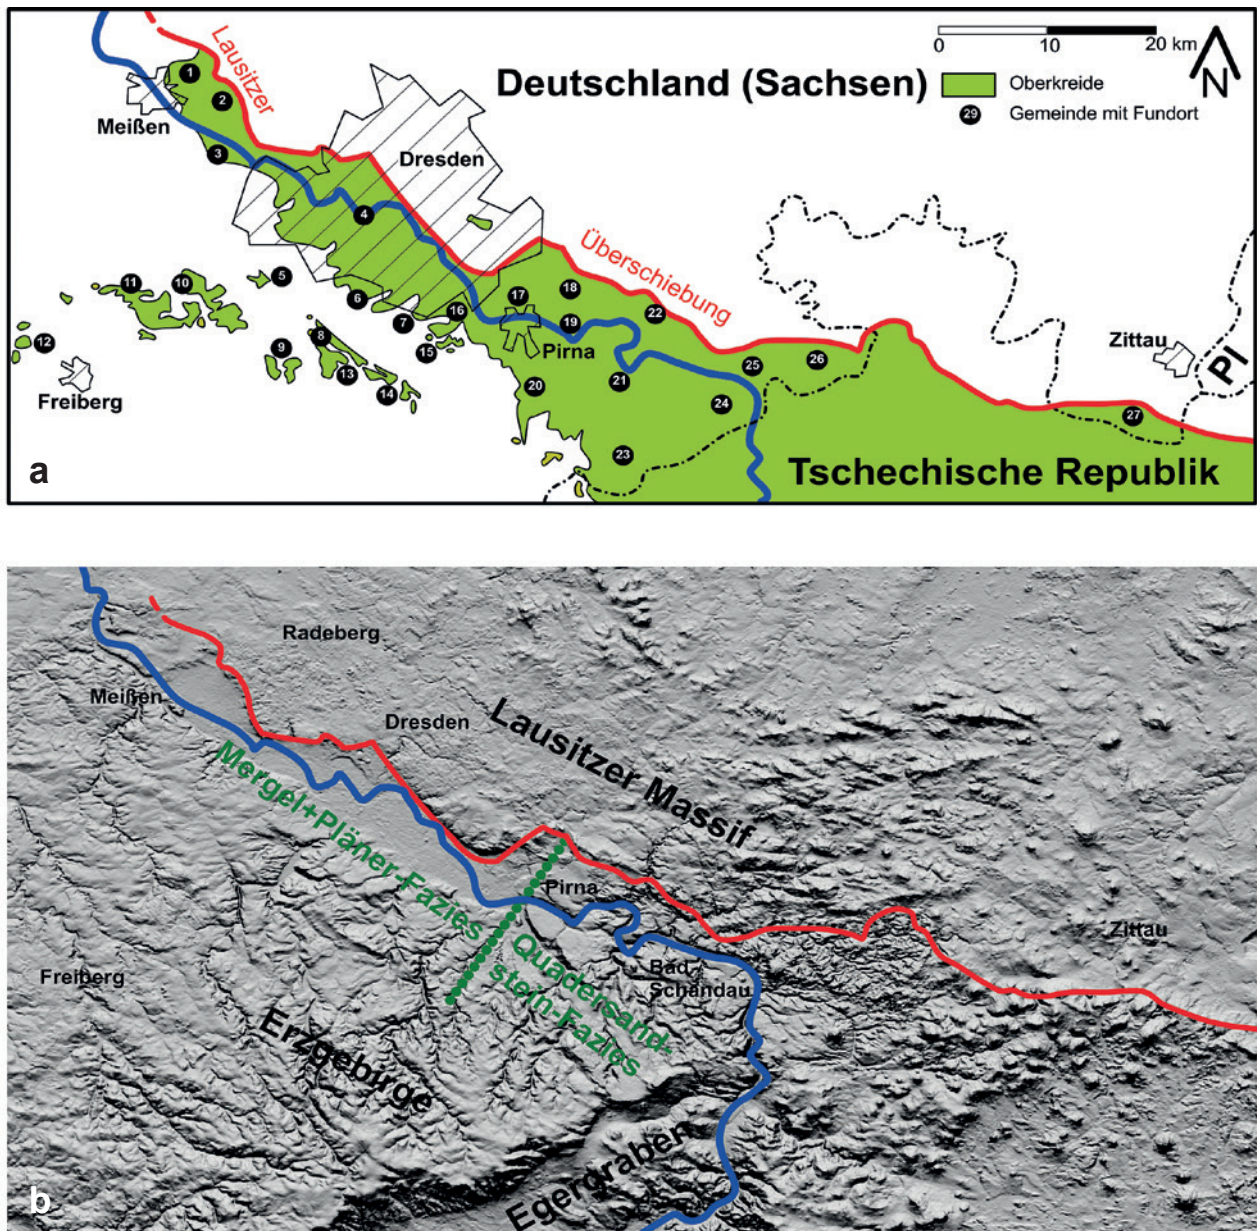 0
10
20 km
N
Deutschland (Sachsen)
Oberkreide
29
Gemeinde mit Fundort
Lausitzer
1
2
Meißen
3
Dresden
4
Überschiebung
5
11
10
6
17
18
22
16
7
19
12
8
9
15
Pirna
Zittau
PI
25
26
13
21
20
Freiberg
14
24
27
23
a
Tschechische Republik
Radeberg
Meißen
Dresden
Lausitzer Massif
Mergel+Pläner-Fazies
Pirna
Zittau
Quadersand-
stein-Fazies
Bad
Schandau
Freiberg
Erzgebirge
Egergraben
b